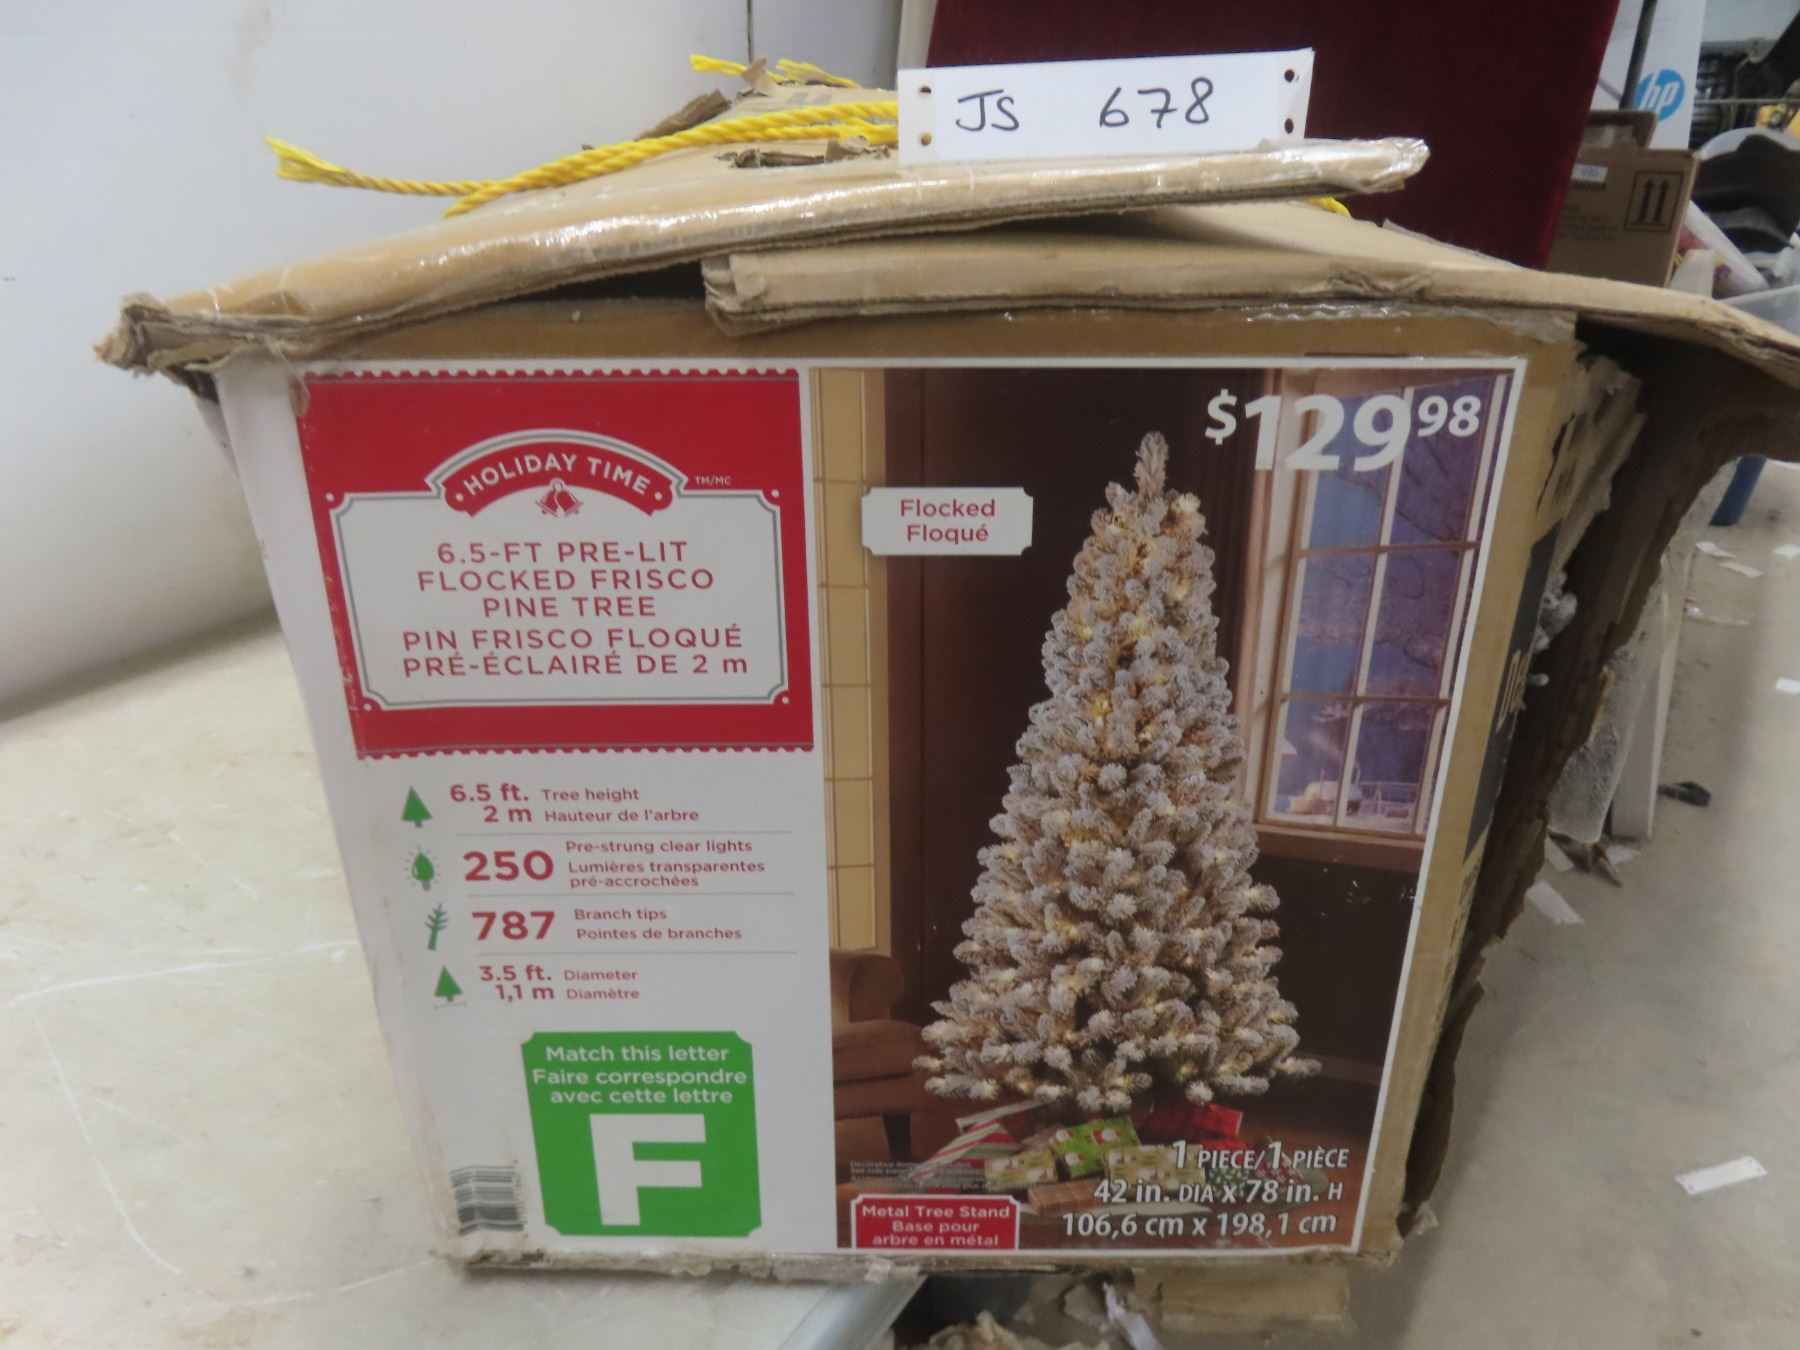 JS 678
hp
HOLIDAY TIME
TM/MC
6.5-FT PRE-LIT
FLOCKED FRISCO
PINE TREE
PIN FRISCO FLOQUÉ
PRÉ-ÉCLAIRÉ DE 2 m
6.5 ft. Tree height
2 m Hauteur de l'arbre
250 Pre-strung clear lights
Lumières transparentes
pré-accrochées
787 Branch tips
Pointes de branches
3.5 ft. Diameter
1,1 m Diamètre
Match this letter
Faire correspondre
avec cette lettre
F
$129.98
Flocked
Floqué
1 PIECE/1 PIÈCE
42 in. DIA x 78 in. H
106,6 cm x 198,1 cm
Metal Tree Stand
Base pour
arbre en métal